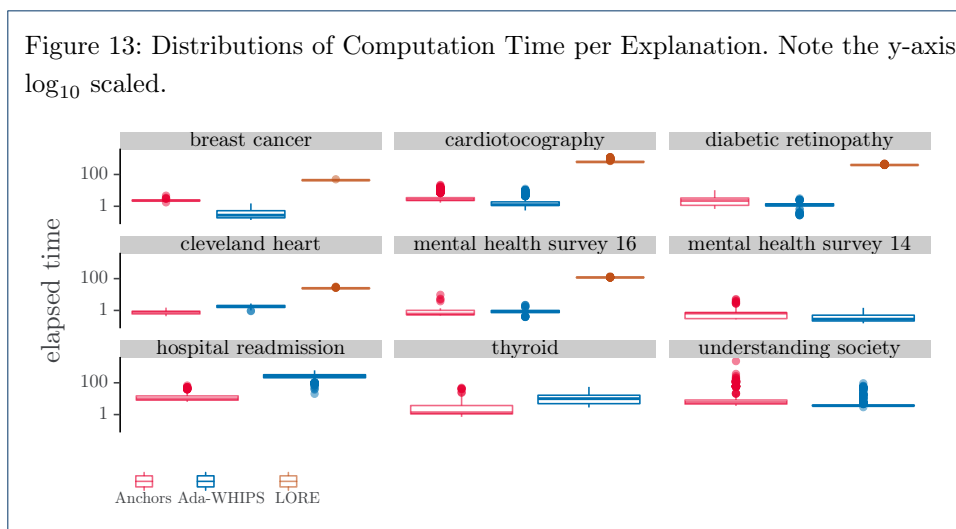 Figure 13: Distributions of Computation Time per Explanation. Note the y-axis
log10 scaled.
breast cancer cardiotocography diabetic retinopathy
100
1
cleveland heart mental health survey 16 mental health survey 14
100
1
hospital readmission thyroid understanding society
100
1
elapsed time
Anchors Ada-WHIPS LORE